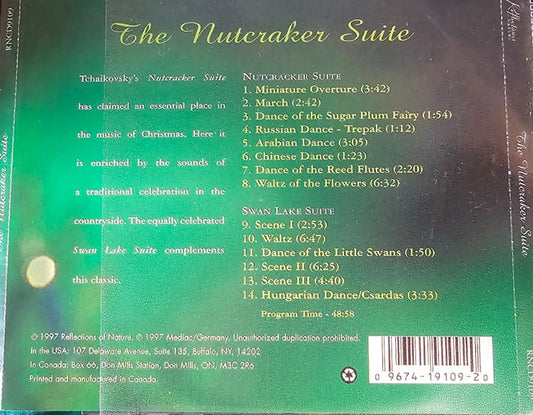 The Nutcraker Suite
Tchaikovsky's Nutcracker Suite
has claimed an essential place in
the music of Christmas. Here it
is enriched by the sounds of
a traditional celebration in the
countryside. The equally celebrated
Swan Lake Suite complements
this classic.
NUTCRACKER SUITE
1. Miniature Overture (3:42)
2. March (2:42)
3. Dance of the Sugar Plum Fairy (1:54)
4. Russian Dance - Trepak (1:12)
5. Arabian Dance (3:05)
6. Chinese Dance (1:23)
7. Dance of the Reed Flutes (2:20)
8. Waltz of the Flowers (6:32)
SWAN LAKE SUITE
9. Scene I (2:53)
10. Waltz (6:47)
11. Dance of the Little Swans (1:50)
12. Scene II (6:25)
13. Scene III (4:40)
14. Hungarian Dance/Csardas (3:33)
Program Time - 48:58
℗ 1997 Reflections of Nature. © 1997 Mediac/Germany. Unauthorized duplication prohibited.
In the USA: 107 Delaware Avenue, Suite 135, Buffalo, NY, 14202
In Canada: Box 66, Don Mills Station, Don Mills, ON, M3C 2R6
Printed and manufactured in Canada.
0 9674-19109-2 0
RNCD9109
The Nutcraker Suite
Reflections
The Nutcraker Suite
RNCD9109